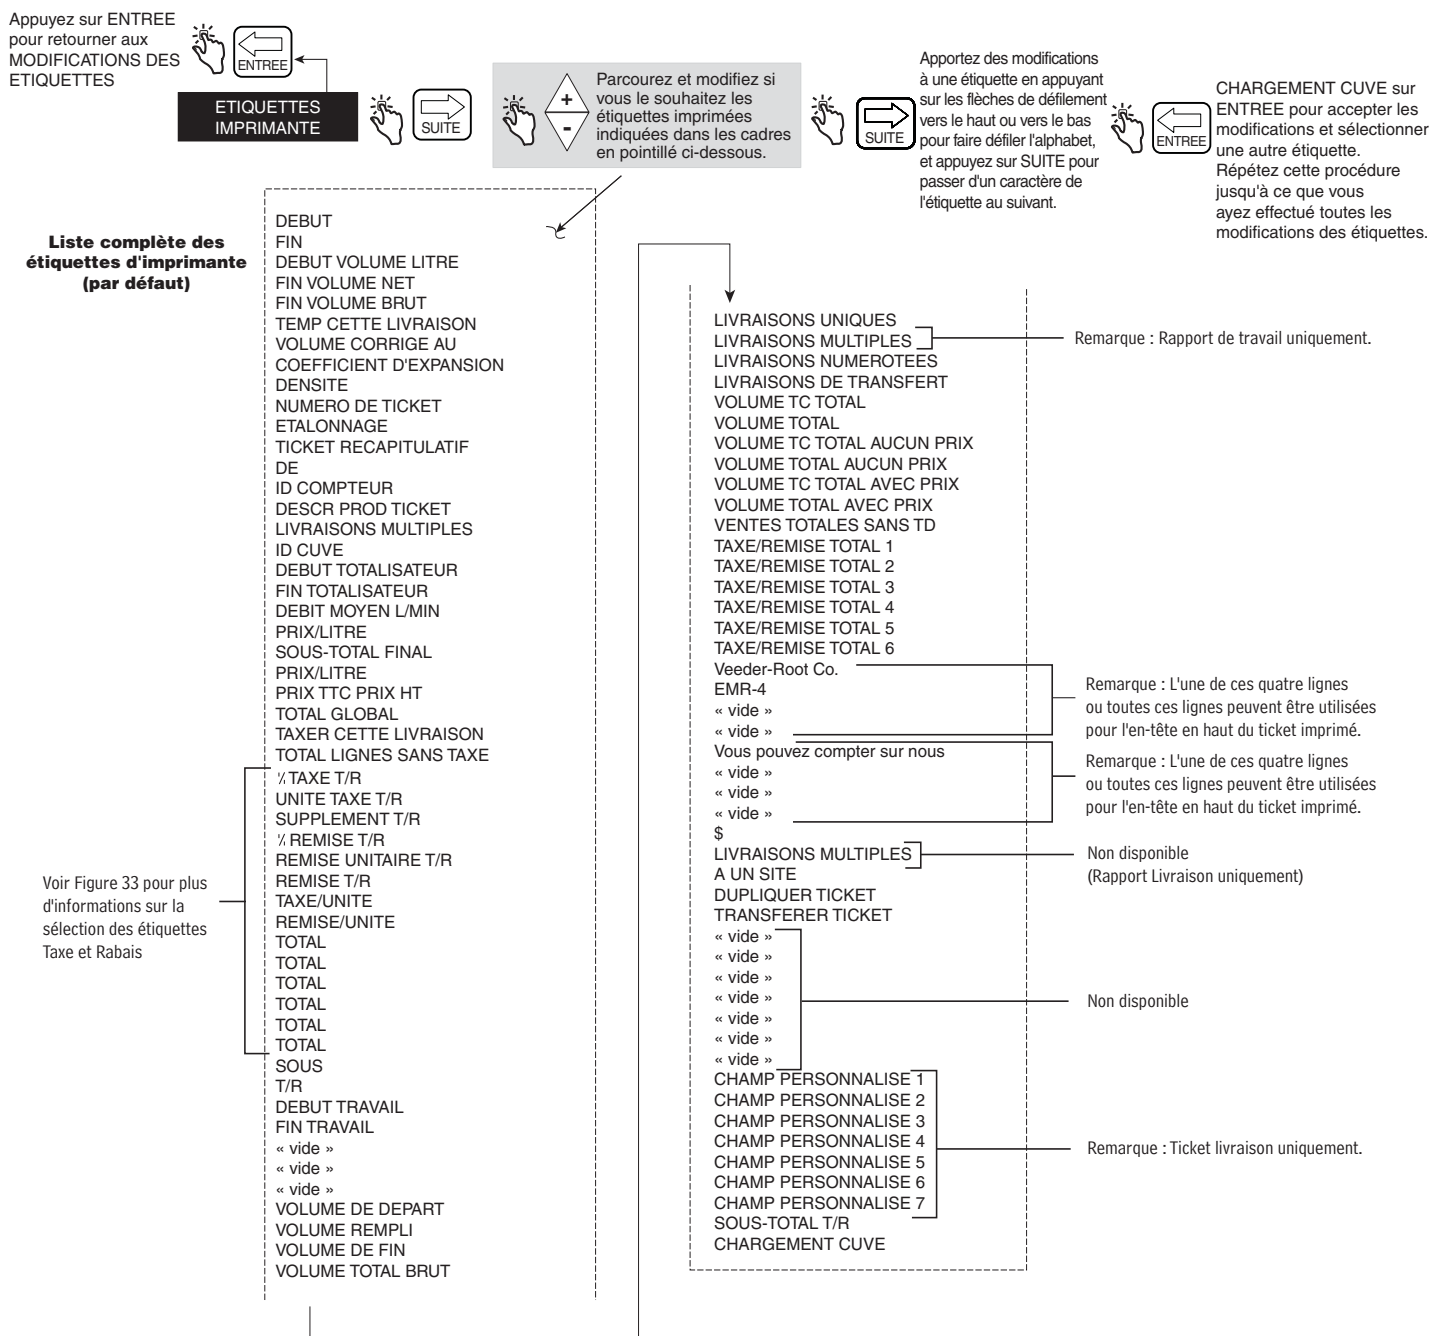 Appuyez sur ENTREE
pour retourner aux
MODIFICATIONS DES
ETIQUETTES
ENTREE
ETIQUETTES
IMPRIMANTE
SUITE
+
-
Parcourez et modifiez si
vous le souhaitez les
étiquettes imprimées
indiquées dans les cadres
en pointillé ci-dessous.
SUITE
Apportez des modifications
à une étiquette en appuyant
sur les flèches de défilement
vers le haut ou vers le bas
pour faire défiler l'alphabet,
et appuyez sur SUITE pour
passer d'un caractère de
l'étiquette au suivant.
ENTREE
CHARGEMENT CUVE sur
ENTREE pour accepter les
modifications et sélectionner
une autre étiquette.
Répétez cette procédure
jusqu'à ce que vous
ayez effectué toutes les
modifications des étiquettes.
Liste complète des
étiquettes d'imprimante
(par défaut)
DEBUT
FIN
DEBUT VOLUME LITRE
FIN VOLUME NET
FIN VOLUME BRUT
TEMP CETTE LIVRAISON
VOLUME CORRIGE AU
COEFFICIENT D'EXPANSION
DENSITE
NUMERO DE TICKET
ETALONNAGE
TICKET RECAPITULATIF
DE
ID COMPTEUR
DESCR PROD TICKET
LIVRAISONS MULTIPLES
ID CUVE
DEBUT TOTALISATEUR
FIN TOTALISATEUR
DEBIT MOYEN L/MIN
PRIX/LITRE
SOUS-TOTAL FINAL
PRIX/LITRE
PRIX TTC PRIX HT
TOTAL GLOBAL
TAXER CETTE LIVRAISON
TOTAL LIGNES SANS TAXE
TAXE T/R
UNITE TAXE T/R
SUPPLEMENT T/R
REMISE T/R
REMISE UNITAIRE T/R
REMISE T/R
TAXE/UNITE
REMISE/UNITE
TOTAL
TOTAL
TOTAL
TOTAL
TOTAL
TOTAL
SOUS
T/R
DEBUT TRAVAIL
FIN TRAVAIL
« vide »
« vide »
« vide »
VOLUME DE DEPART
VOLUME REMPLI
VOLUME DE FIN
VOLUME TOTAL BRUT
Voir Figure 33 pour plus
d'informations sur la
sélection des étiquettes
Taxe et Rabais
LIVRAISONS UNIQUES
LIVRAISONS MULTIPLES
LIVRAISONS NUMEROTEES
LIVRAISONS DE TRANSFERT
VOLUME TC TOTAL
VOLUME TOTAL
VOLUME TC TOTAL AUCUN PRIX
VOLUME TOTAL AUCUN PRIX
VOLUME TC TOTAL AVEC PRIX
VOLUME TOTAL AVEC PRIX
VENTES TOTALES SANS TD
TAXE/REMISE TOTAL 1
TAXE/REMISE TOTAL 2
TAXE/REMISE TOTAL 3
TAXE/REMISE TOTAL 4
TAXE/REMISE TOTAL 5
TAXE/REMISE TOTAL 6
Veeder-Root Co.
EMR-4
« vide »
« vide »
Vous pouvez compter sur nous
« vide »
« vide »
« vide »
$
LIVRAISONS MULTIPLES
A UN SITE
DUPLIQUER TICKET
TRANSFERER TICKET
« vide »
« vide »
« vide »
« vide »
« vide »
« vide »
« vide »
CHAMP PERSONNALISE 1
CHAMP PERSONNALISE 2
CHAMP PERSONNALISE 3
CHAMP PERSONNALISE 4
CHAMP PERSONNALISE 5
CHAMP PERSONNALISE 6
CHAMP PERSONNALISE 7
SOUS-TOTAL T/R
CHARGEMENT CUVE
Remarque : Rapport de travail uniquement.
Remarque : L'une de ces quatre lignes
ou toutes ces lignes peuvent être utilisées
pour l'en-tête en haut du ticket imprimé.
Remarque : L'une de ces quatre lignes
ou toutes ces lignes peuvent être utilisées
pour l'en-tête en haut du ticket imprimé.
Non disponible
(Rapport Livraison uniquement)
Non disponible
Remarque : Ticket livraison uniquement.